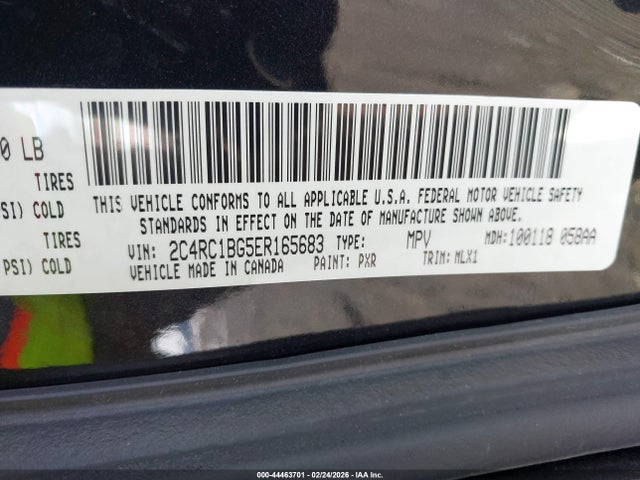 0 LB
TIRES
SI) COLD
TIRES
PSI) COLD
THIS VEHICLE CONFORMS TO ALL APPLICABLE U.S.A. FEDERAL MOTOR VEHICLE SAFETY
STANDARDS IN EFFECT ON THE DATE OF MANUFACTURE SHOWN ABOVE.
VIN: 2C4RC1BG5ER165683 TYPE: MPV MDH:100118 058AA
VEHICLE MADE IN CANADA PAINT: PXR TRIM: MLX1
000-44463701 - 02/24/2026 - IAA Inc.